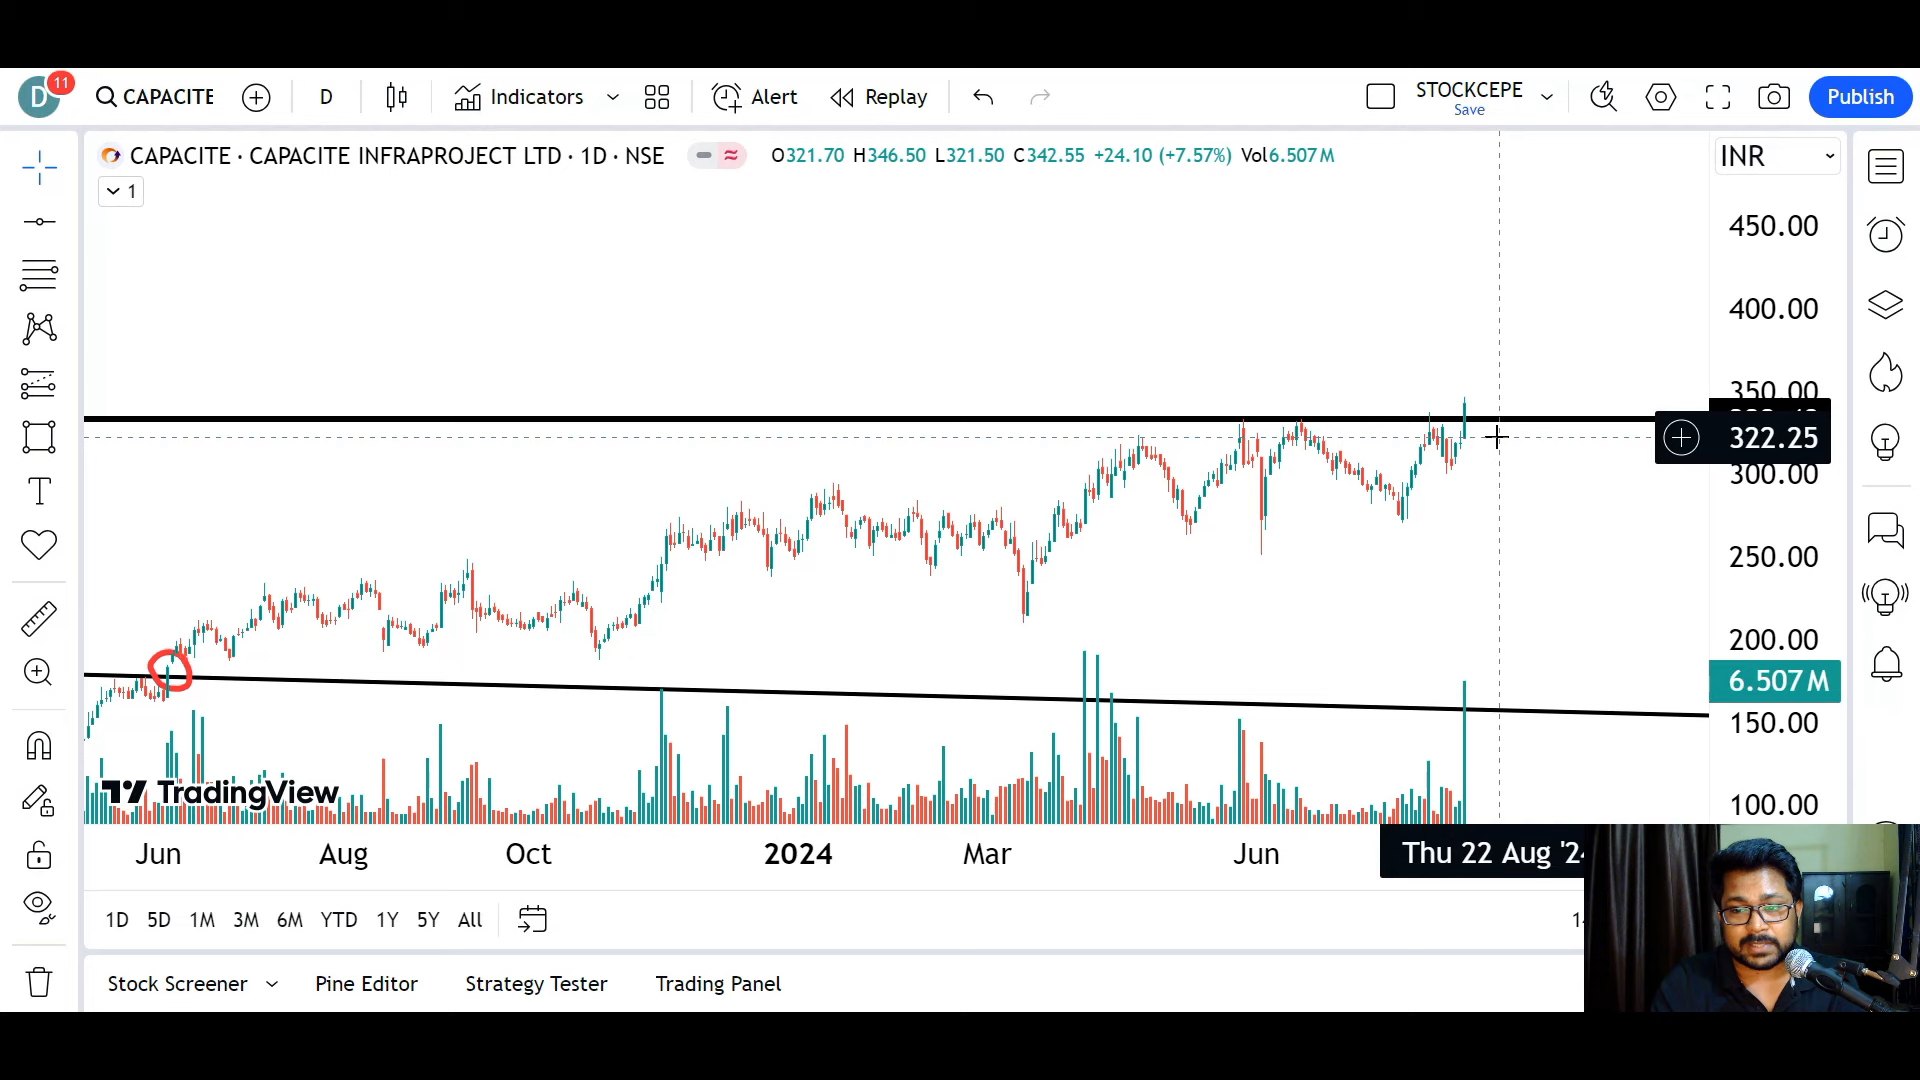 D 11 CAPACITE D Indicators Alert Replay STOCKCEPE Save Publish
CAPACITE · CAPACITE INFRAPROJECT LTD · 1D · NSE O321.70 H346.50 L321.50 C342.55 +24.10 (+7.57%) Vol6.507M INR
1
450.00
400.00
350.00
322.25
300.00
250.00
200.00
6.507M
150.00
TradingView
100.00
Jun Aug Oct 2024 Mar Jun Thu 22 Aug
1D 5D 1M 3M 6M YTD 1Y 5Y All
Stock Screener Pine Editor Strategy Tester Trading Panel